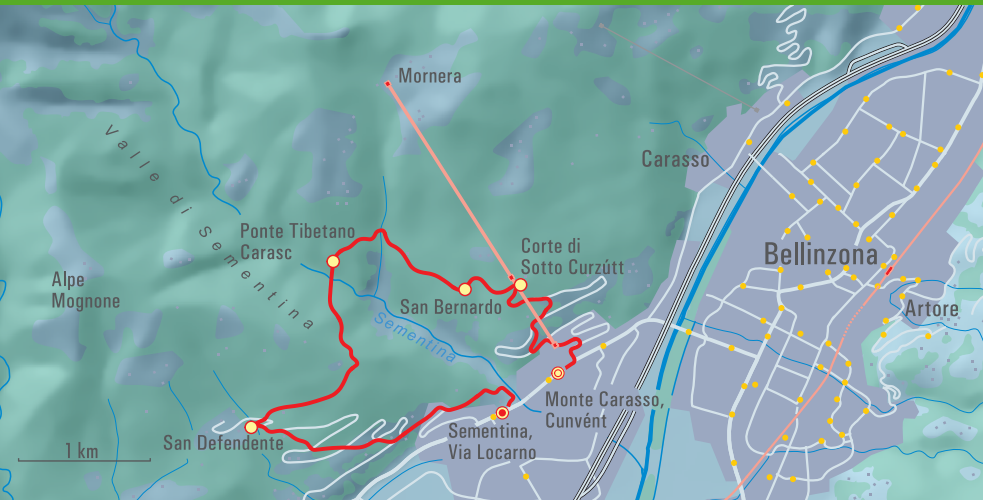 Mornera
Carasso
Valle di Sementina
Ponte Tibetano
Carasc
Corte di
Sotto Curzútt
Bellinzona
Alpe
Mognone
San Bernardo
Artore
Sementina
Monte Carasso,
Cunvént
San Defendente
Sementina,
Via Locarno
1 km